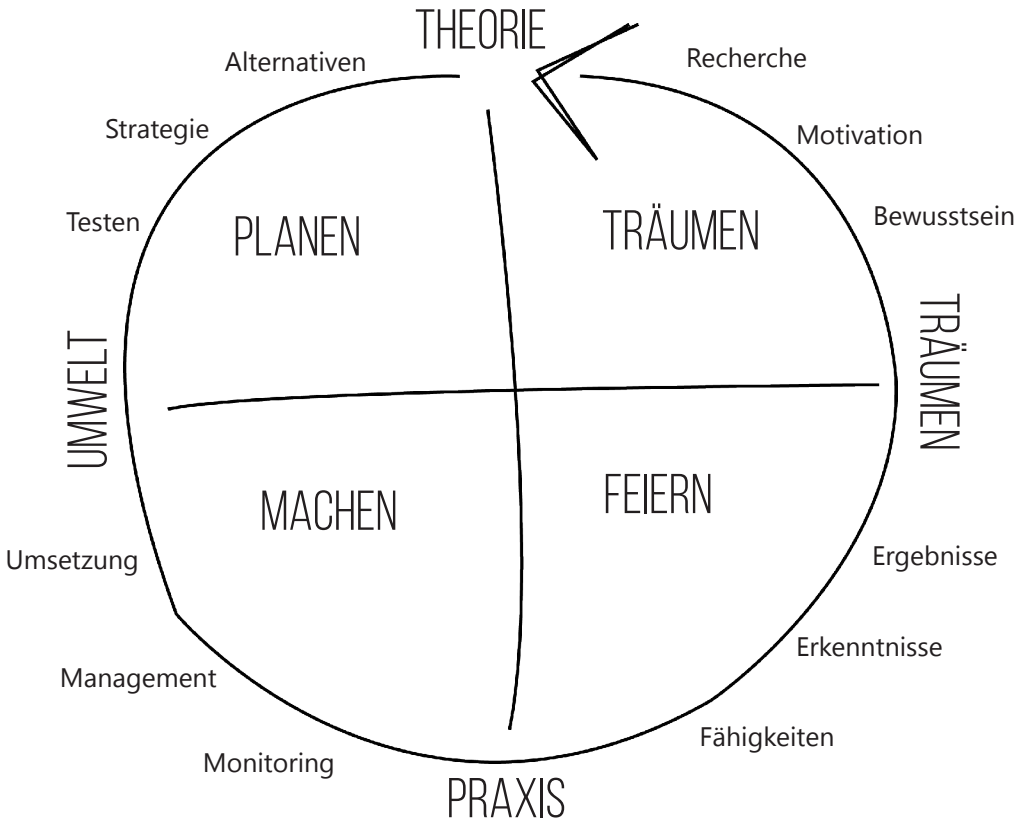 THEORIE
Alternativen
Recherche
Strategie
Motivation
Testen
Bewusstsein
PLANEN
TRÄUMEN
UMWELT
TRÄUMEN
MACHEN
FEIERN
Umsetzung
Ergebnisse
Erkenntnisse
Management
Fähigkeiten
Monitoring
PRAXIS